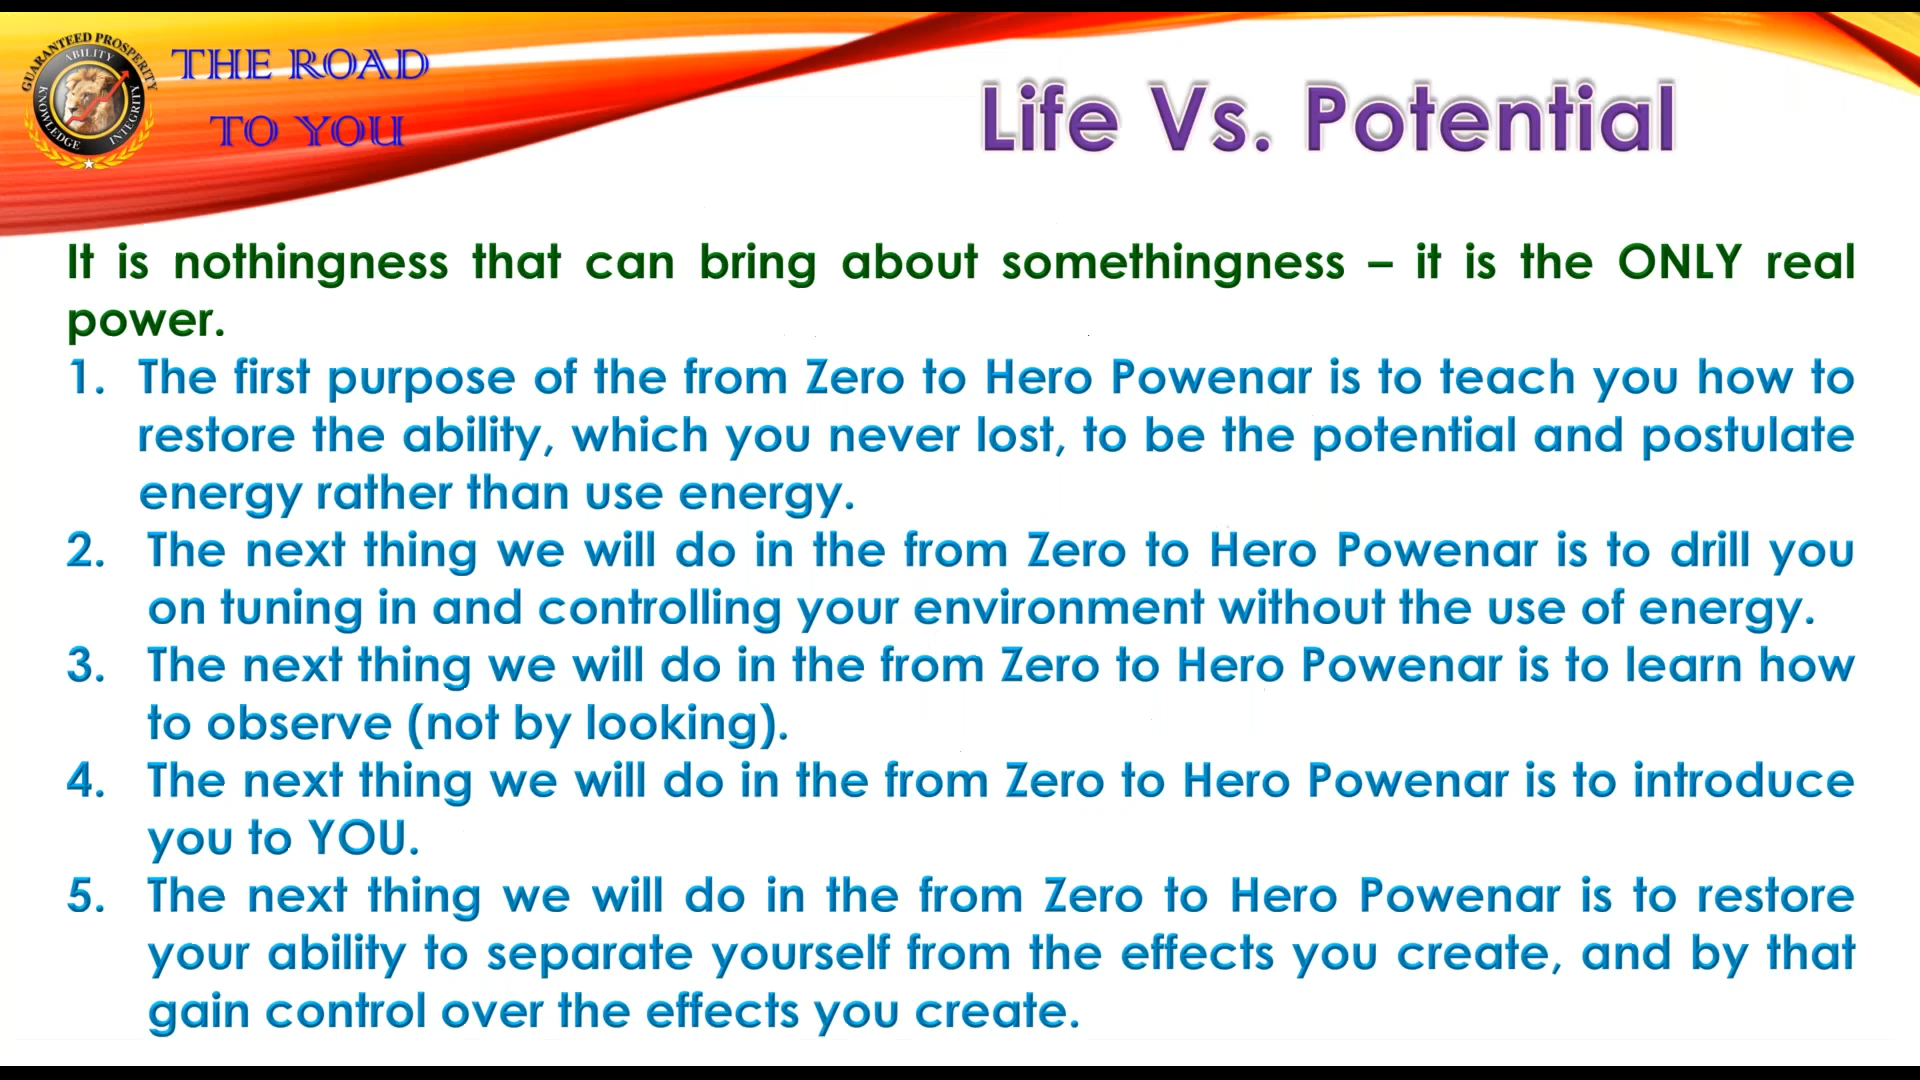 GUARANTEED PROSPERITY
ABILITY
KNOWLEDGE
INTEGRITY
THE ROAD
TO YOU
Life Vs. Potential
It is nothingness that can bring about somethingness – it is the ONLY real
power.
1. The first purpose of the from Zero to Hero Powenar is to teach you how to
restore the ability, which you never lost, to be the potential and postulate
energy rather than use energy.
2. The next thing we will do in the from Zero to Hero Powenar is to drill you
on tuning in and controlling your environment without the use of energy.
3. The next thing we will do in the from Zero to Hero Powenar is to learn how
to observe (not by looking).
4. The next thing we will do in the from Zero to Hero Powenar is to introduce
you to YOU.
5. The next thing we will do in the from Zero to Hero Powenar is to restore
your ability to separate yourself from the effects you create, and by that
gain control over the effects you create.